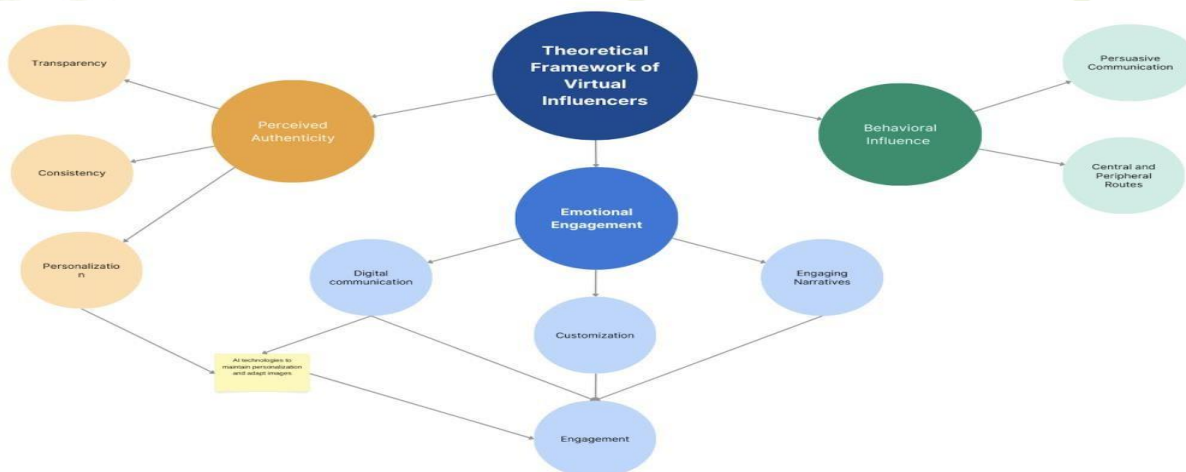 Theoretical
Framework of
Virtual
Influencers
Transparency
Perceived
Authenticity
Consistency
Personalizatio
n
Persuasive
Communication
Behavioral
Influence
Central and
Peripheral
Routes
Emotional
Engagement
Digital
communication
Engaging
Narratives
Customization
AI technologies to
maintain personalization
and adapt images
Engagement